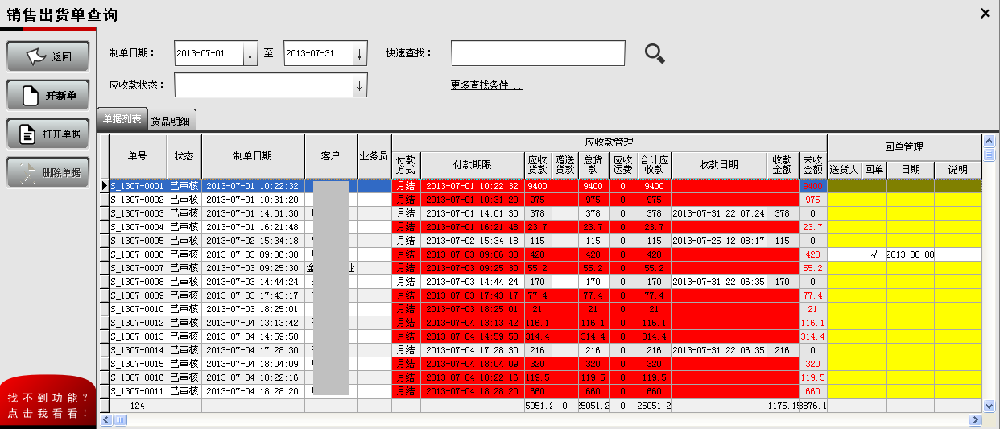 销售出货单查询 ×
返回
开新单
打开单据
删除单据
找不到功能？
点击我看看！
制单日期： 2013-07-01 至 2013-07-31 快速查找：
应收款状态： 更多查找条件...
单据列表 货品明细
应收款管理 回单管理
单号 状态 制单日期 客户 业务员 付款方式 付款期限 应收货款 赠送货款 总货款 应收运费 合计应收款 收款日期 收款金额 未收金额 送货人 回单 日期 说明
S_1307-0001 已审核 2013-07-01 10:22:32 月结 2013-07-01 10:22:32 9400 9400 0 9400 9400
S_1307-0002 已审核 2013-07-01 10:31:20 月结 2013-07-01 10:31:20 975 975 0 975 975
S_1307-0003 已审核 2013-07-01 14:01:30 月结 2013-07-01 14:01:30 378 378 0 378 2013-07-31 22:07:24 378 0
S_1307-0004 已审核 2013-07-01 16:21:48 月结 2013-07-01 16:21:48 23.7 23.7 0 23.7 23.7
S_1307-0005 已审核 2013-07-02 15:34:18 月结 2013-07-02 15:34:18 115 115 0 115 2013-07-25 12:08:17 115 0
S_1307-0006 已审核 2013-07-03 09:06:30 月结 2013-07-03 09:06:30 428 428 0 428 428 √ 2013-08-08
S_1307-0007 已审核 2013-07-03 09:25:30 金 业 月结 2013-07-03 09:25:30 55.2 55.2 0 55.2 55.2
S_1307-0008 已审核 2013-07-03 14:44:24 月结 2013-07-03 14:44:24 170 170 0 170 2013-07-31 22:06:35 170 0
S_1307-0009 已审核 2013-07-03 17:43:17 月结 2013-07-03 17:43:17 77.4 77.4 0 77.4 77.4
S_1307-0010 已审核 2013-07-03 18:25:01 月结 2013-07-03 18:25:01 21 21 0 21 21
S_1307-0012 已审核 2013-07-04 13:13:42 月结 2013-07-04 13:13:42 116.1 116.1 0 116.1 116.1
S_1307-0013 已审核 2013-07-04 14:59:58 月结 2013-07-04 14:59:58 314.4 314.4 0 314.4 314.4
S_1307-0014 已审核 2013-07-04 17:28:30 月结 2013-07-04 17:28:30 216 216 0 216 2013-07-31 22:06:35 216 0
S_1307-0015 已审核 2013-07-04 18:04:09 月结 2013-07-04 18:04:09 320 320 0 320 320
S_1307-0016 已审核 2013-07-04 18:22:16 月结 2013-07-04 18:22:16 119.5 119.5 0 119.5 119.5
S_1307-0011 已审核 2013-07-04 18:28:20 月结 2013-07-04 18:28:20 660 660 0 660 660
124 5051.2 0 25051.2 0 25051.2 1175.15 3876.1